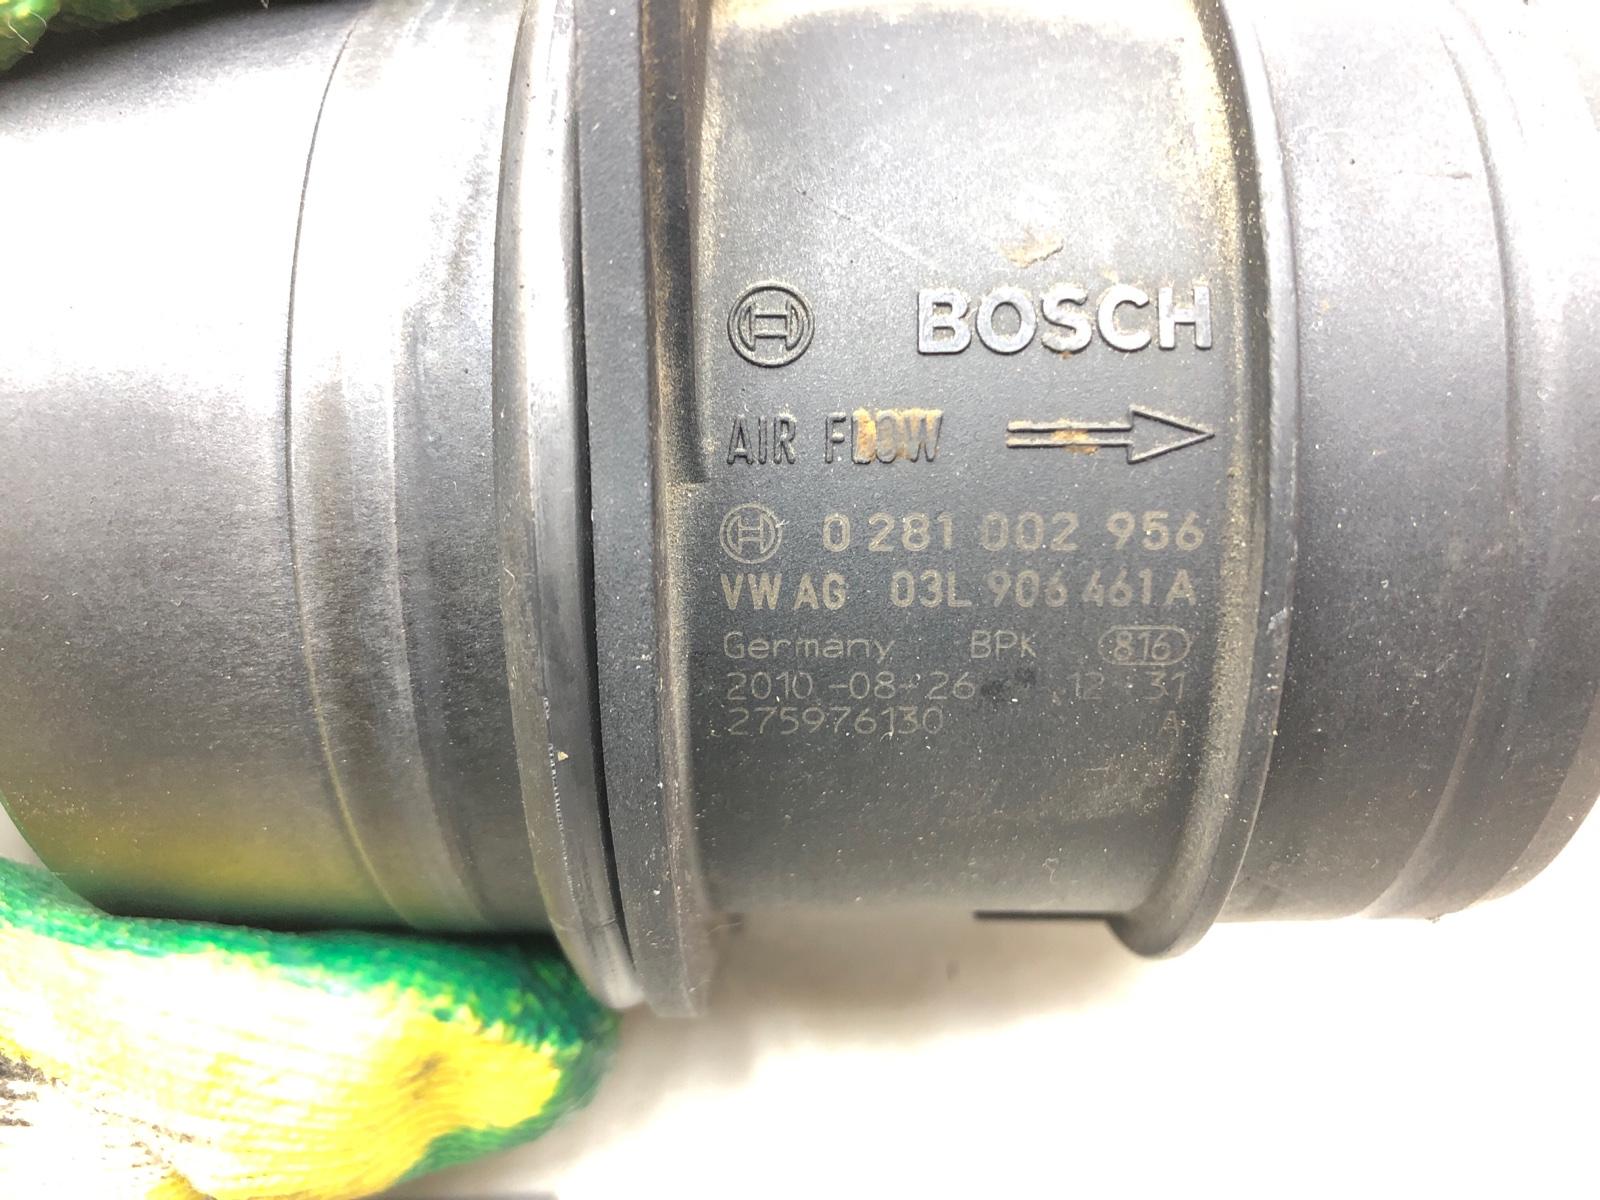 BOSCH
AIR FLOW
0 281 002 956
VW AG 03L 906 461 A
Germany BPK 816
2010-08-26 12 31
275976130 A